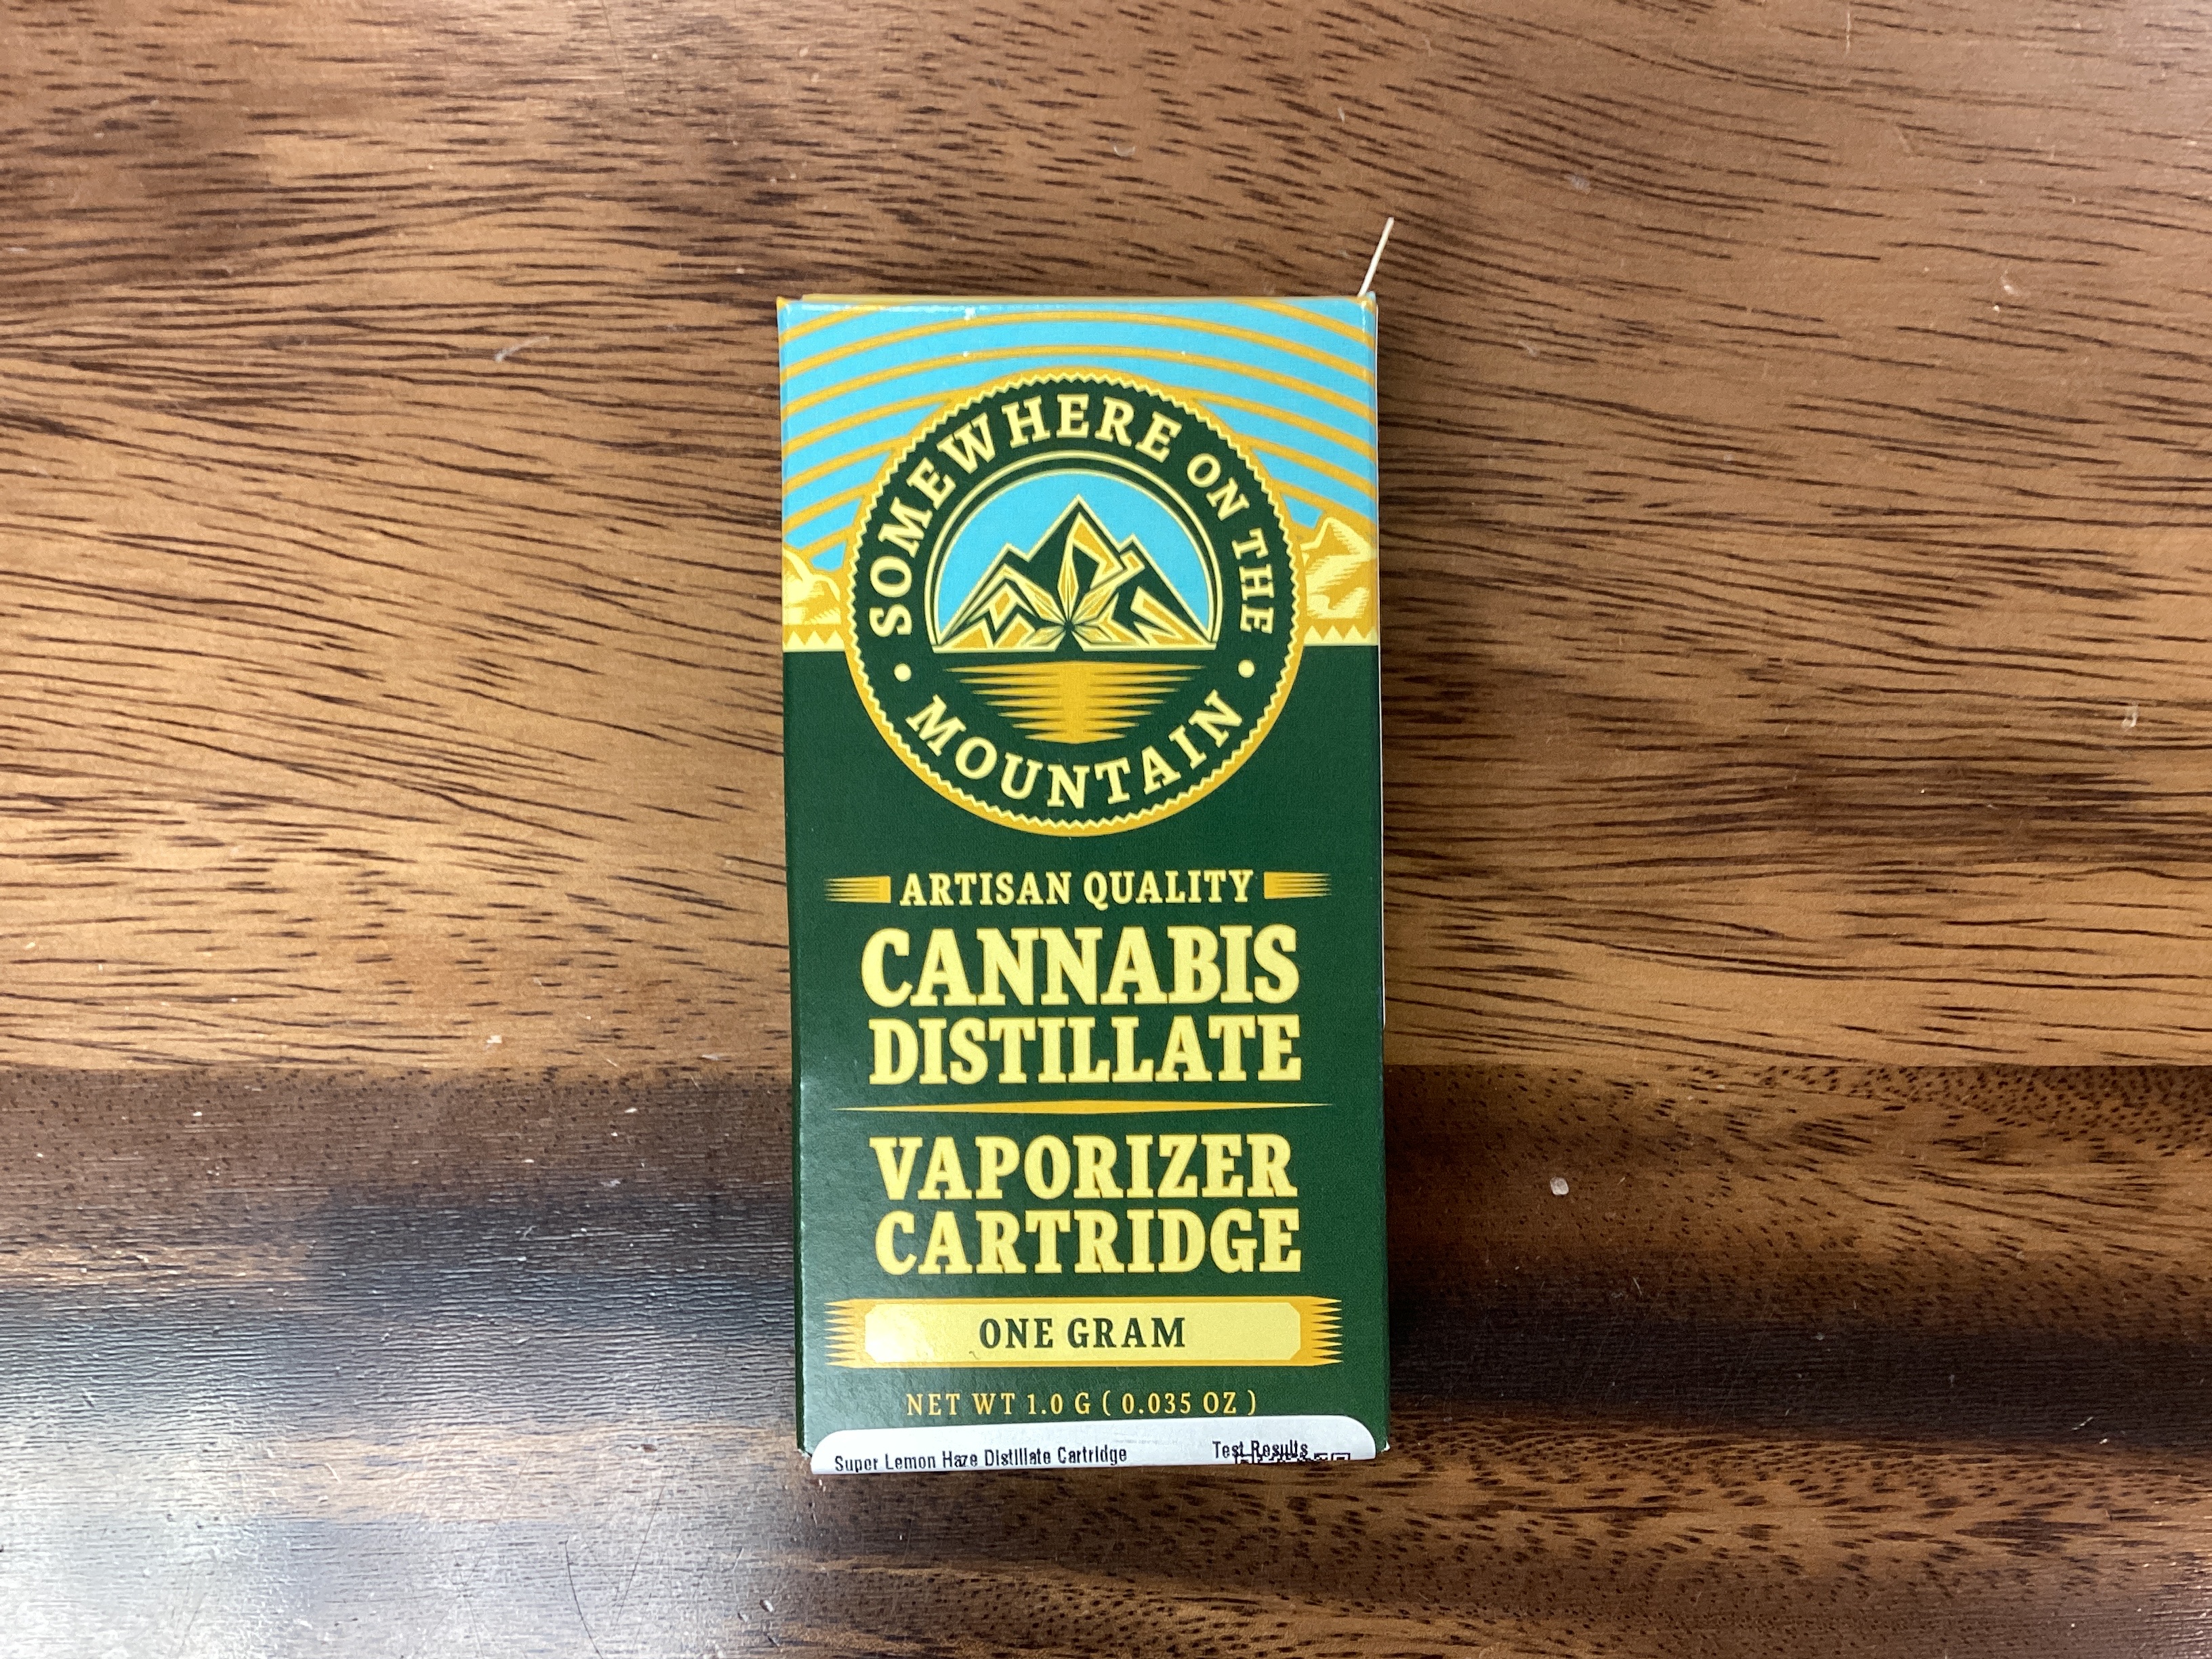 SOMEWHERE ON THE
MOUNTAIN
ARTISAN QUALITY
CANNABIS
DISTILLATE
VAPORIZER
CARTRIDGE
ONE GRAM
NET WT 1.0 G ( 0.035 OZ )
Super Lemon Haze Distillate Cartridge Test Results